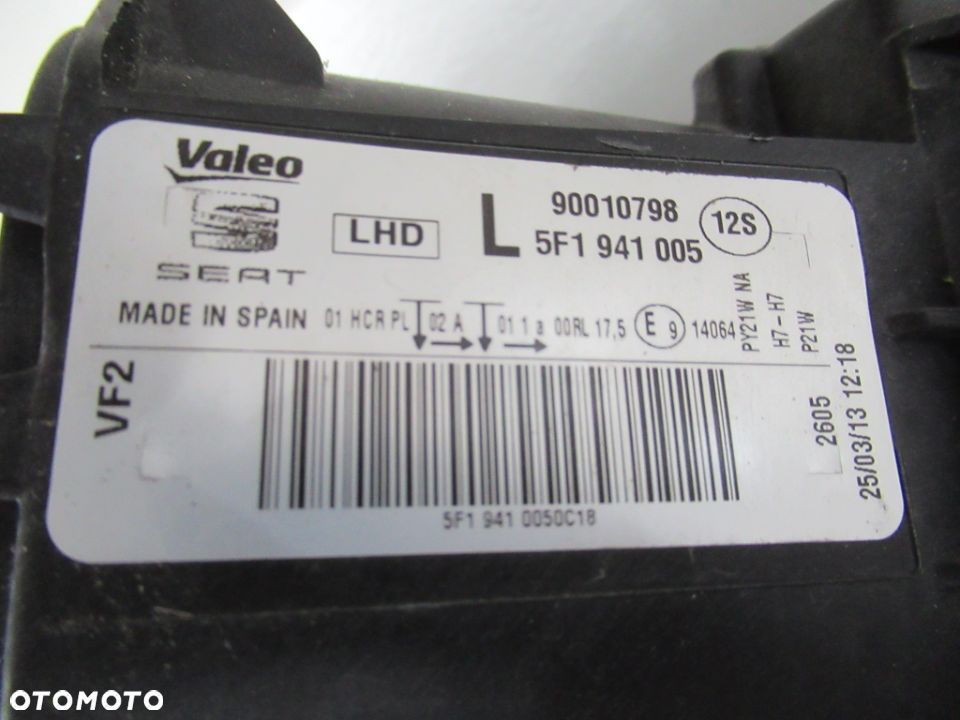 Valeo
SEAT
LHD
L
90010798
5F1 941 005
12S
MADE IN SPAIN
01 HCR PL 02 A 01 1 a 00RL 17,5 E 9 14064
PY21W NA
H7-H7
P21W
VF2
2605
25/03/13 12:18
5F1 941 0050C18
OTOMOTO